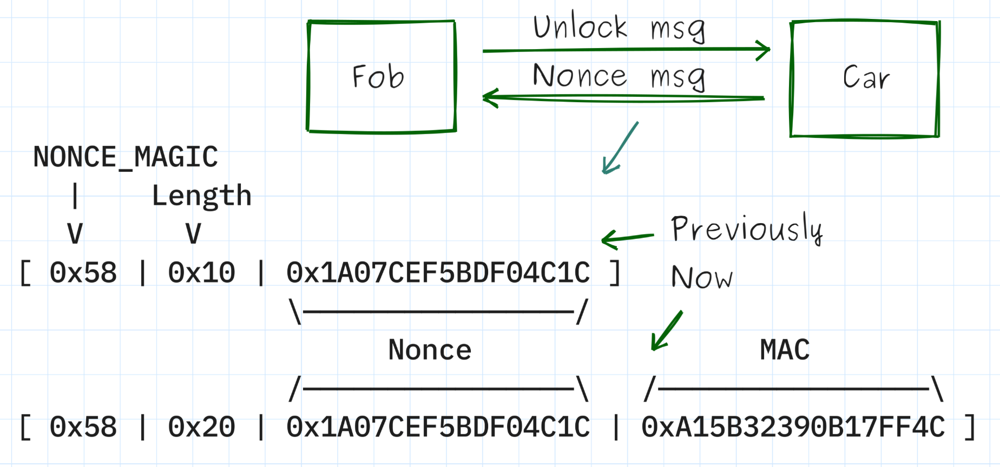 Unlock msg
Fob
Nonce msg
Car
NONCE_MAGIC
| Length
V V
Previously
[ 0x58 | 0x10 | 0x1A07CEF5BDF04C1C ]
Now
\————————————————/
Nonce MAC
/————————————————\ /————————————————\
[ 0x58 | 0x20 | 0x1A07CEF5BDF04C1C | 0xA15B32390B17FF4C ]